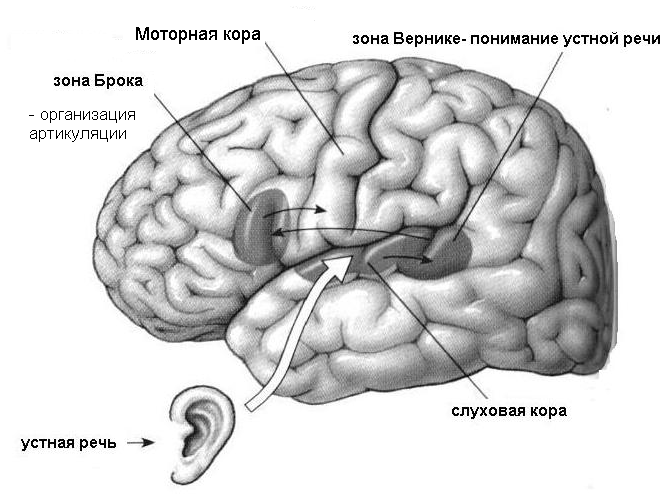 Моторная кора
зона Вернике- понимание устной речи
зона Брока
- организация
артикуляции
слуховая кора
устная речь